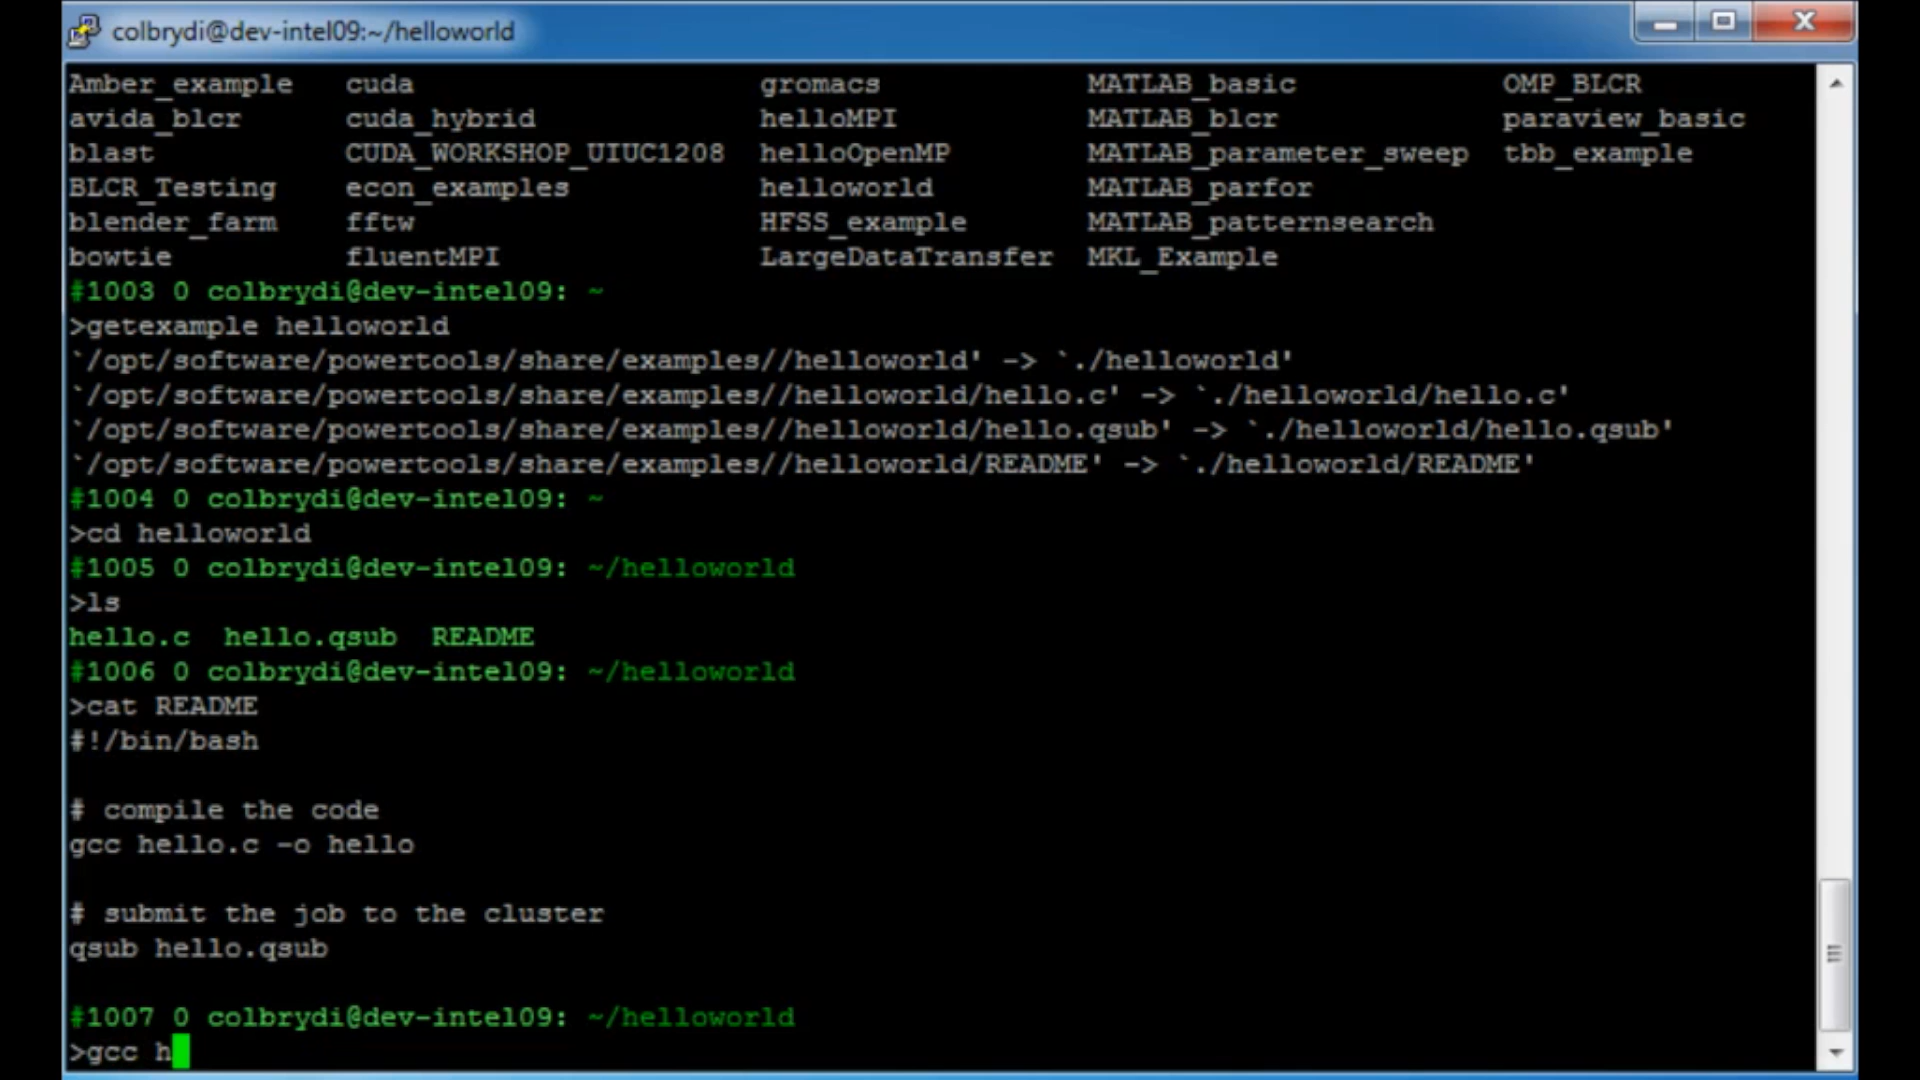 colbrydi@dev-intel09:~/helloworld
Amber_example cuda gromacs MATLAB_basic OMP_BLCR
avida_blcr cuda_hybrid helloMPI MATLAB_blcr paraview_basic
blast CUDA_WORKSHOP_UIUC1208 helloOpenMP MATLAB_parameter_sweep tbb_example
BLCR_Testing econ_examples helloworld MATLAB_parfor
blender_farm fftw HFSS_example MATLAB_patternsearch
bowtie fluentMPI LargeDataTransfer MKL_Example
#1003 0 colbrydi@dev-intel09: ~
>getexample helloworld
`/opt/software/powertools/share/examples//helloworld' -> `./helloworld'
`/opt/software/powertools/share/examples//helloworld/hello.c' -> `./helloworld/hello.c'
`/opt/software/powertools/share/examples//helloworld/hello.qsub' -> `./helloworld/hello.qsub'
`/opt/software/powertools/share/examples//helloworld/README' -> `./helloworld/README'
#1004 0 colbrydi@dev-intel09: ~
>cd helloworld
#1005 0 colbrydi@dev-intel09: ~/helloworld
>ls
hello.c hello.qsub README
#1006 0 colbrydi@dev-intel09: ~/helloworld
>cat README
#!/bin/bash
# compile the code
gcc hello.c -o hello
# submit the job to the cluster
qsub hello.qsub
#1007 0 colbrydi@dev-intel09: ~/helloworld
>gcc h